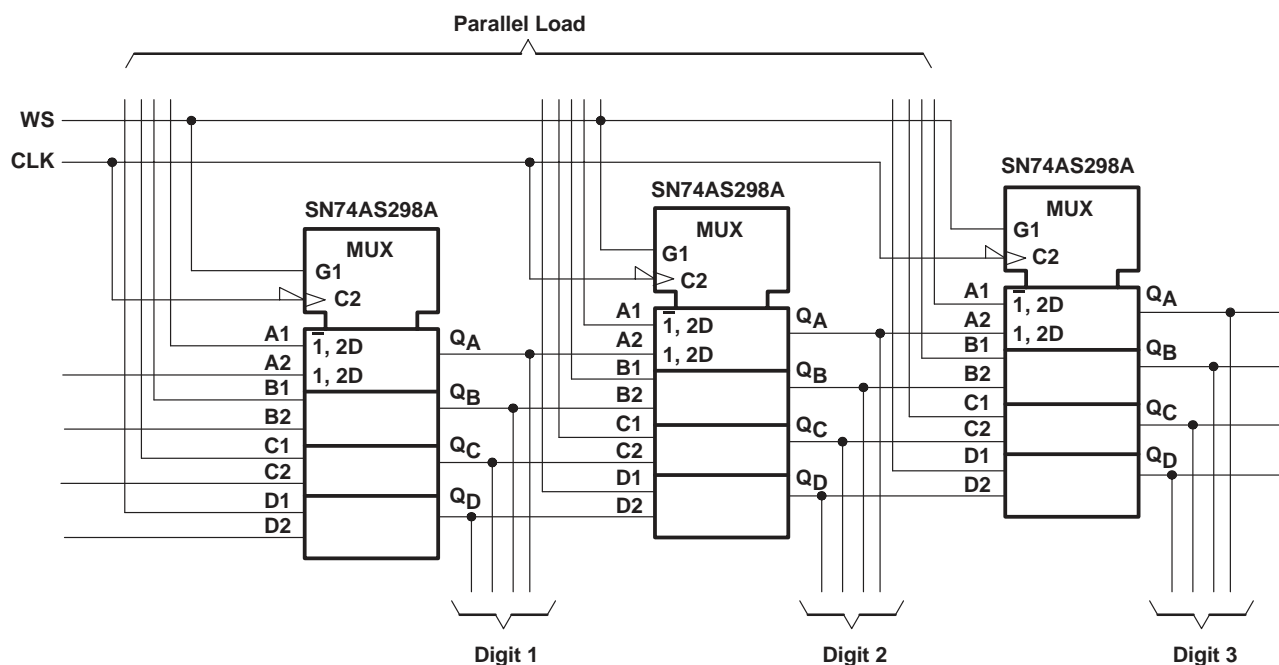 Parallel Load
WS
CLK
SN74AS298A
MUX
G1
C2
A1
A2
B1
B2
C1
C2
D1
D2
1, 2D
1, 2D
QA
QB
QC
QD
SN74AS298A
MUX
G1
C2
A1
A2
B1
B2
C1
C2
D1
D2
1, 2D
1, 2D
QA
QB
QC
QD
SN74AS298A
MUX
G1
C2
A1
A2
B1
B2
C1
C2
D1
D2
1, 2D
1, 2D
QA
QB
QC
QD
Digit 1
Digit 2
Digit 3